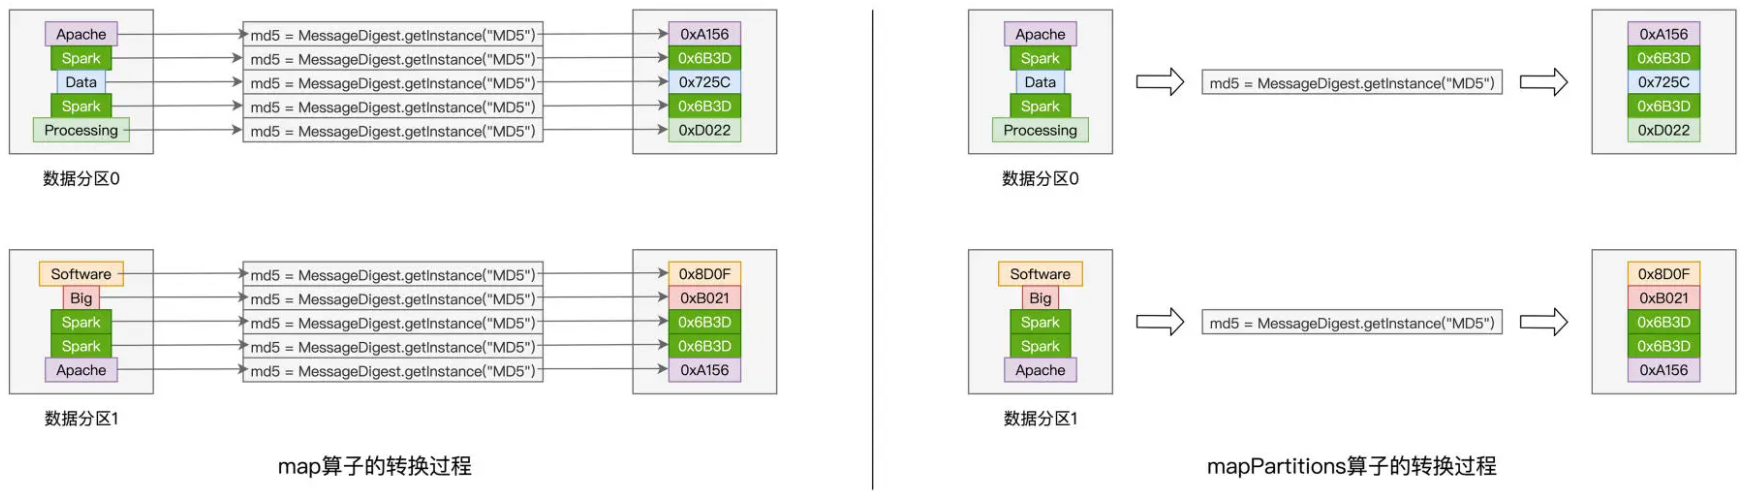 Apache
md5 = MessageDigest.getInstance("MD5")
0xA156
Spark
md5 = MessageDigest.getInstance("MD5")
0x6B3D
Data
md5 = MessageDigest.getInstance("MD5")
0x725C
Spark
md5 = MessageDigest.getInstance("MD5")
0x6B3D
Processing
md5 = MessageDigest.getInstance("MD5")
0xD022
数据分区0
Software
md5 = MessageDigest.getInstance("MD5")
0x8D0F
Big
md5 = MessageDigest.getInstance("MD5")
0xB021
Spark
md5 = MessageDigest.getInstance("MD5")
0x6B3D
Spark
md5 = MessageDigest.getInstance("MD5")
0x6B3D
Apache
md5 = MessageDigest.getInstance("MD5")
0xA156
数据分区1
map算子的转换过程
Apache
Spark
Data
Spark
Processing
数据分区0
md5 = MessageDigest.getInstance("MD5")
0xA156
0x6B3D
0x725C
0x6B3D
0xD022
Software
Big
Spark
Spark
Apache
数据分区1
md5 = MessageDigest.getInstance("MD5")
0x8D0F
0xB021
0x6B3D
0x6B3D
0xA156
mapPartitions算子的转换过程